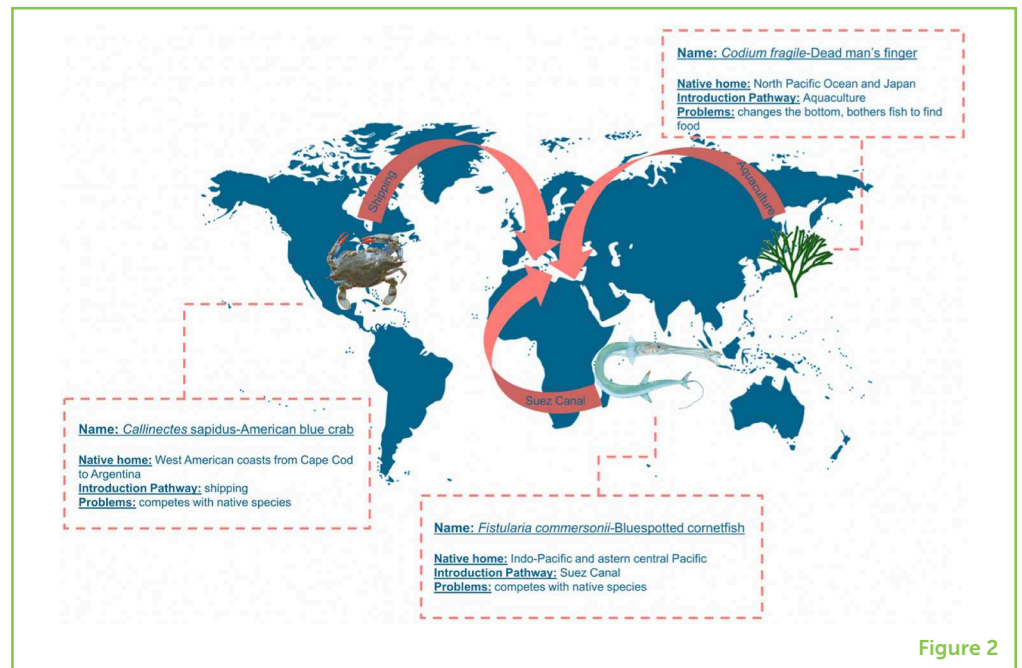 Name: Codium fragile-Dead man's finger
Native home: North Pacific Ocean and Japan
Introduction Pathway: Aquaculture
Problems: changes the bottom, bothers fish to find
food
Shipping
Aquaculture
Suez Canal
Name: Callinectes sapidus-American blue crab
Native home: West American coasts from Cape Cod
to Argentina
Introduction Pathway: shipping
Problems: competes with native species
Name: Fistularia commersonii-Bluespotted cornetfish
Native home: Indo-Pacific and astern central Pacific
Introduction Pathway: Suez Canal
Problems: competes with native species
Figure 2